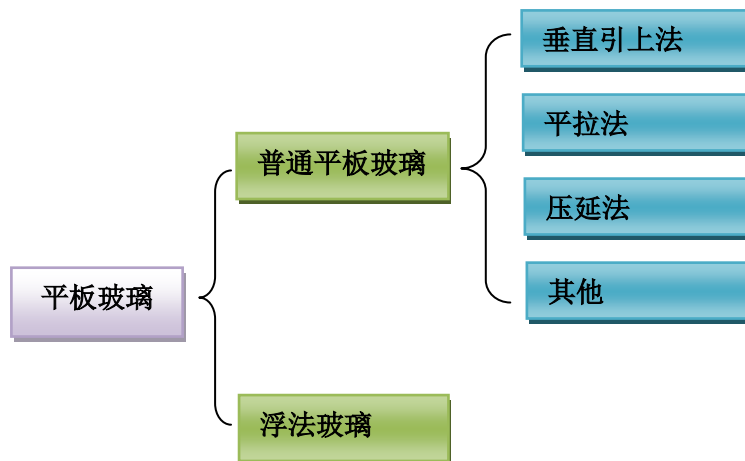 垂直引上法
平拉法
普通平板玻璃
压延法
平板玻璃
其他
浮法玻璃